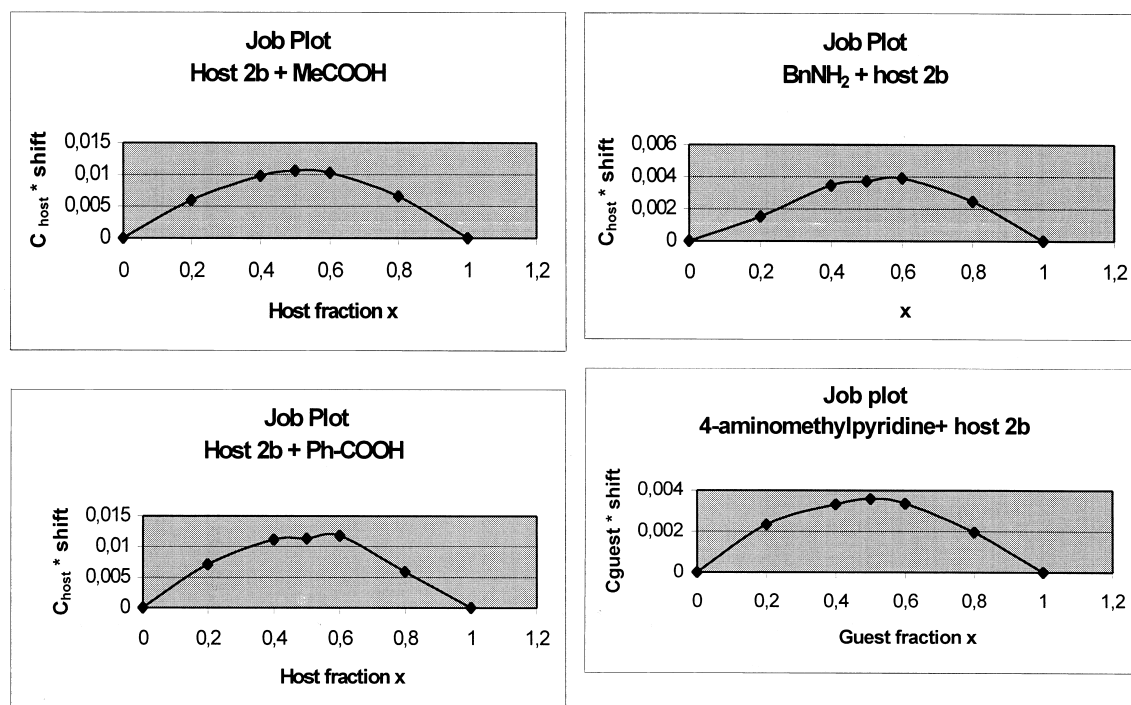 Job Plot
Host 2b + MeCOOH
C host * shift
0,015
0,01
0,005
0
0 0,2 0,4 0,6 0,8 1 1,2
Host fraction x
Job Plot
BnNH2 + host 2b
Chost * shift
0,006
0,004
0,002
0
0 0,2 0,4 0,6 0,8 1 1,2
x
Job Plot
Host 2b + Ph-COOH
Chost * shift
0,015
0,01
0,005
0
0 0,2 0,4 0,6 0,8 1 1,2
Host fraction x
Job plot
4-aminomethylpyridine+ host 2b
Cguest * shift
0,004
0,002
0
0 0,2 0,4 0,6 0,8 1 1,2
Guest fraction x